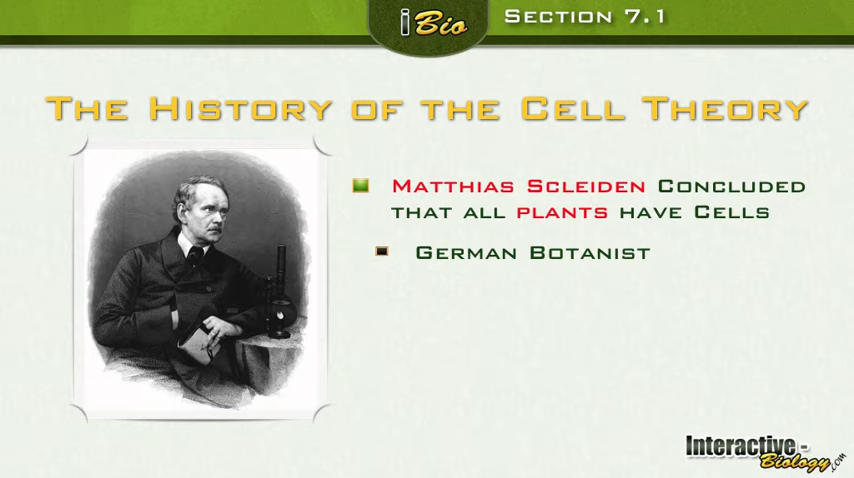 iBio
Section 7.1
The History of the Cell Theory
Matthias Scleiden Concluded
that all plants have Cells
German Botanist
Interactive-
Biology.com